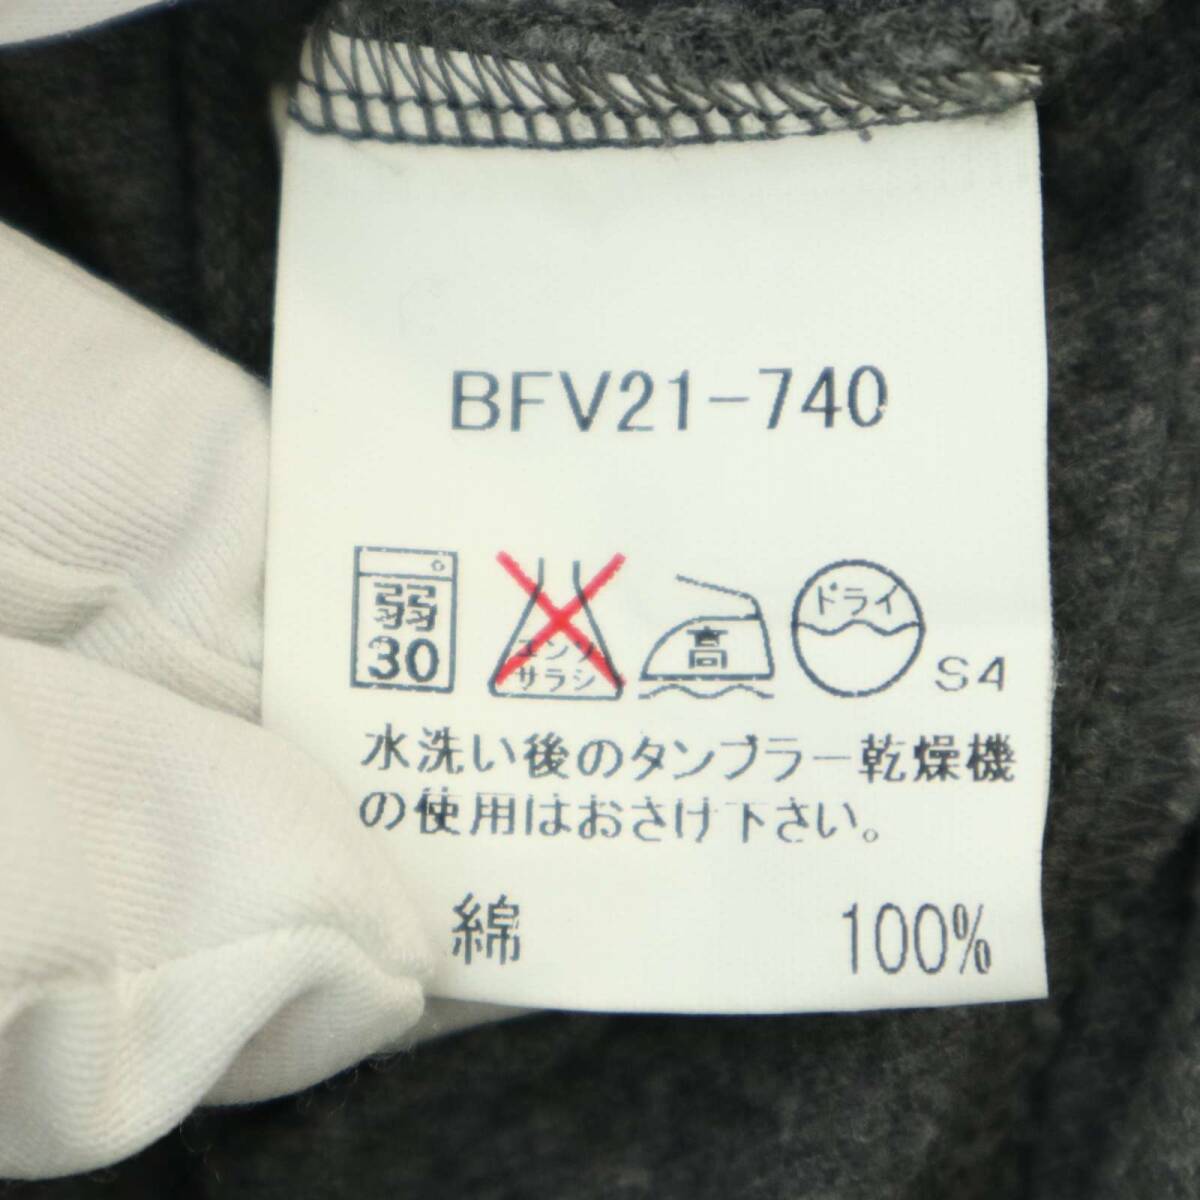 BFV21-740
弱
30
エンソ
サラシ
高
ドライ
S4
水洗い後のタンブラー乾燥機
の使用はおさけ下さい。
綿 100%